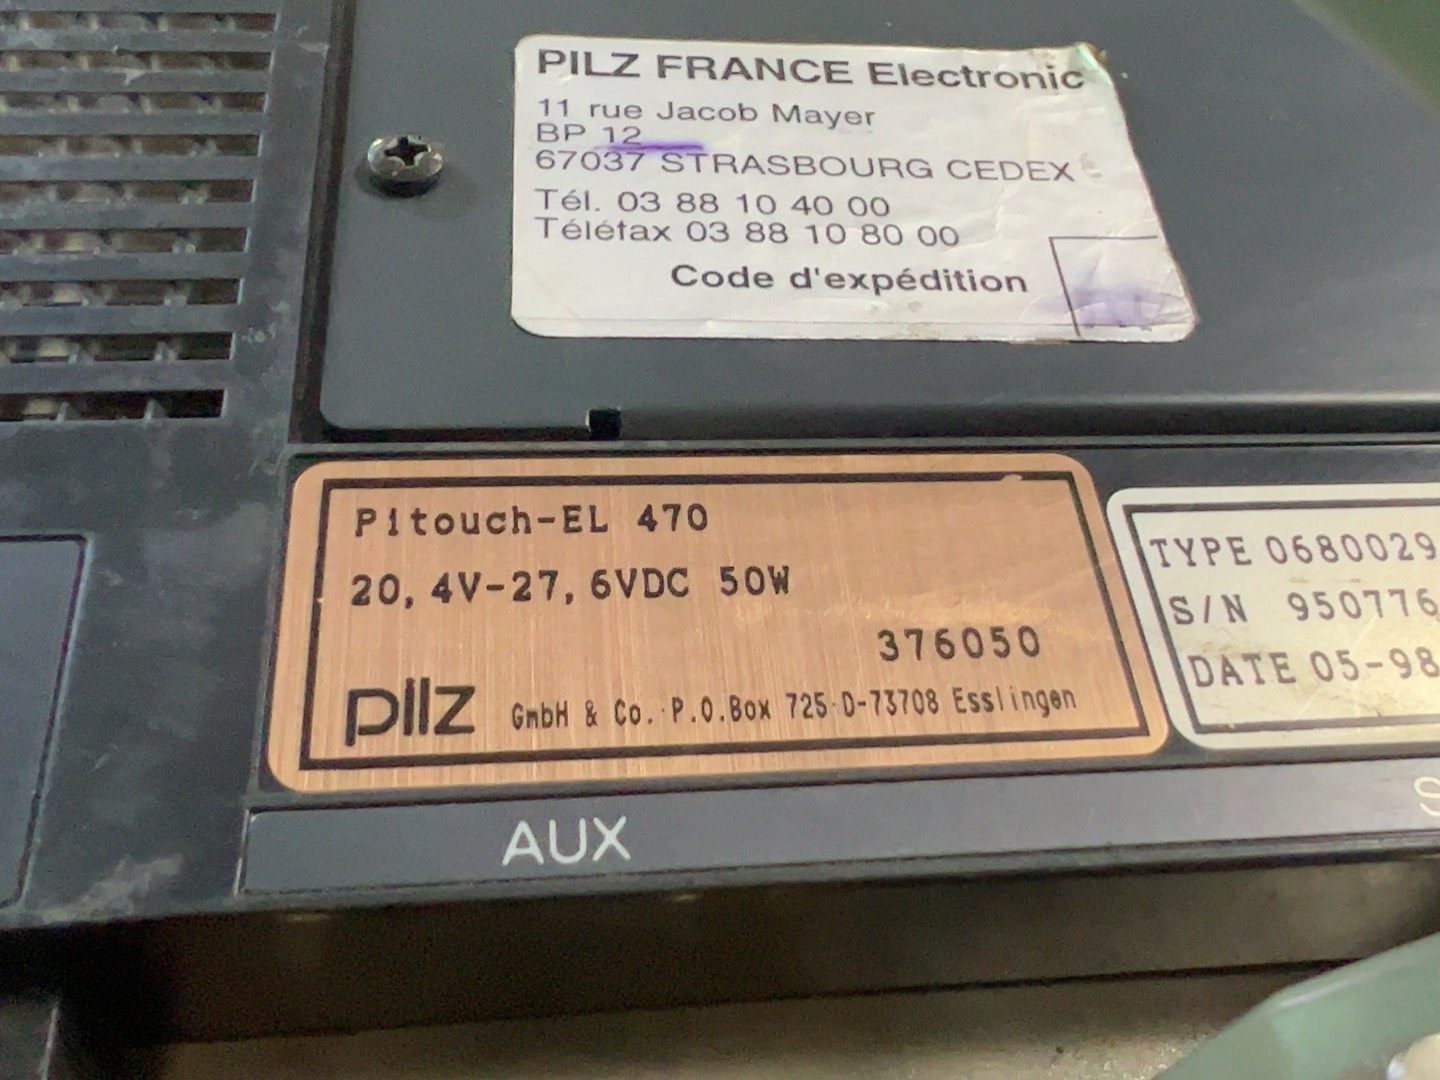 PILZ FRANCE Electronic
11 rue Jacob Mayer
BP 12
67037 STRASBOURG CEDEX
Tél. 03 88 10 40 00
Téléfax 03 88 10 80 00
Code d'expédition
Pitouch-EL 470
20,4V-27,6VDC 50W
376050
pilz GmbH & Co. P.O.Box 725 D-73708 Esslingen
TYPE 0680029
S/N 950776
DATE 05-98
AUX
S